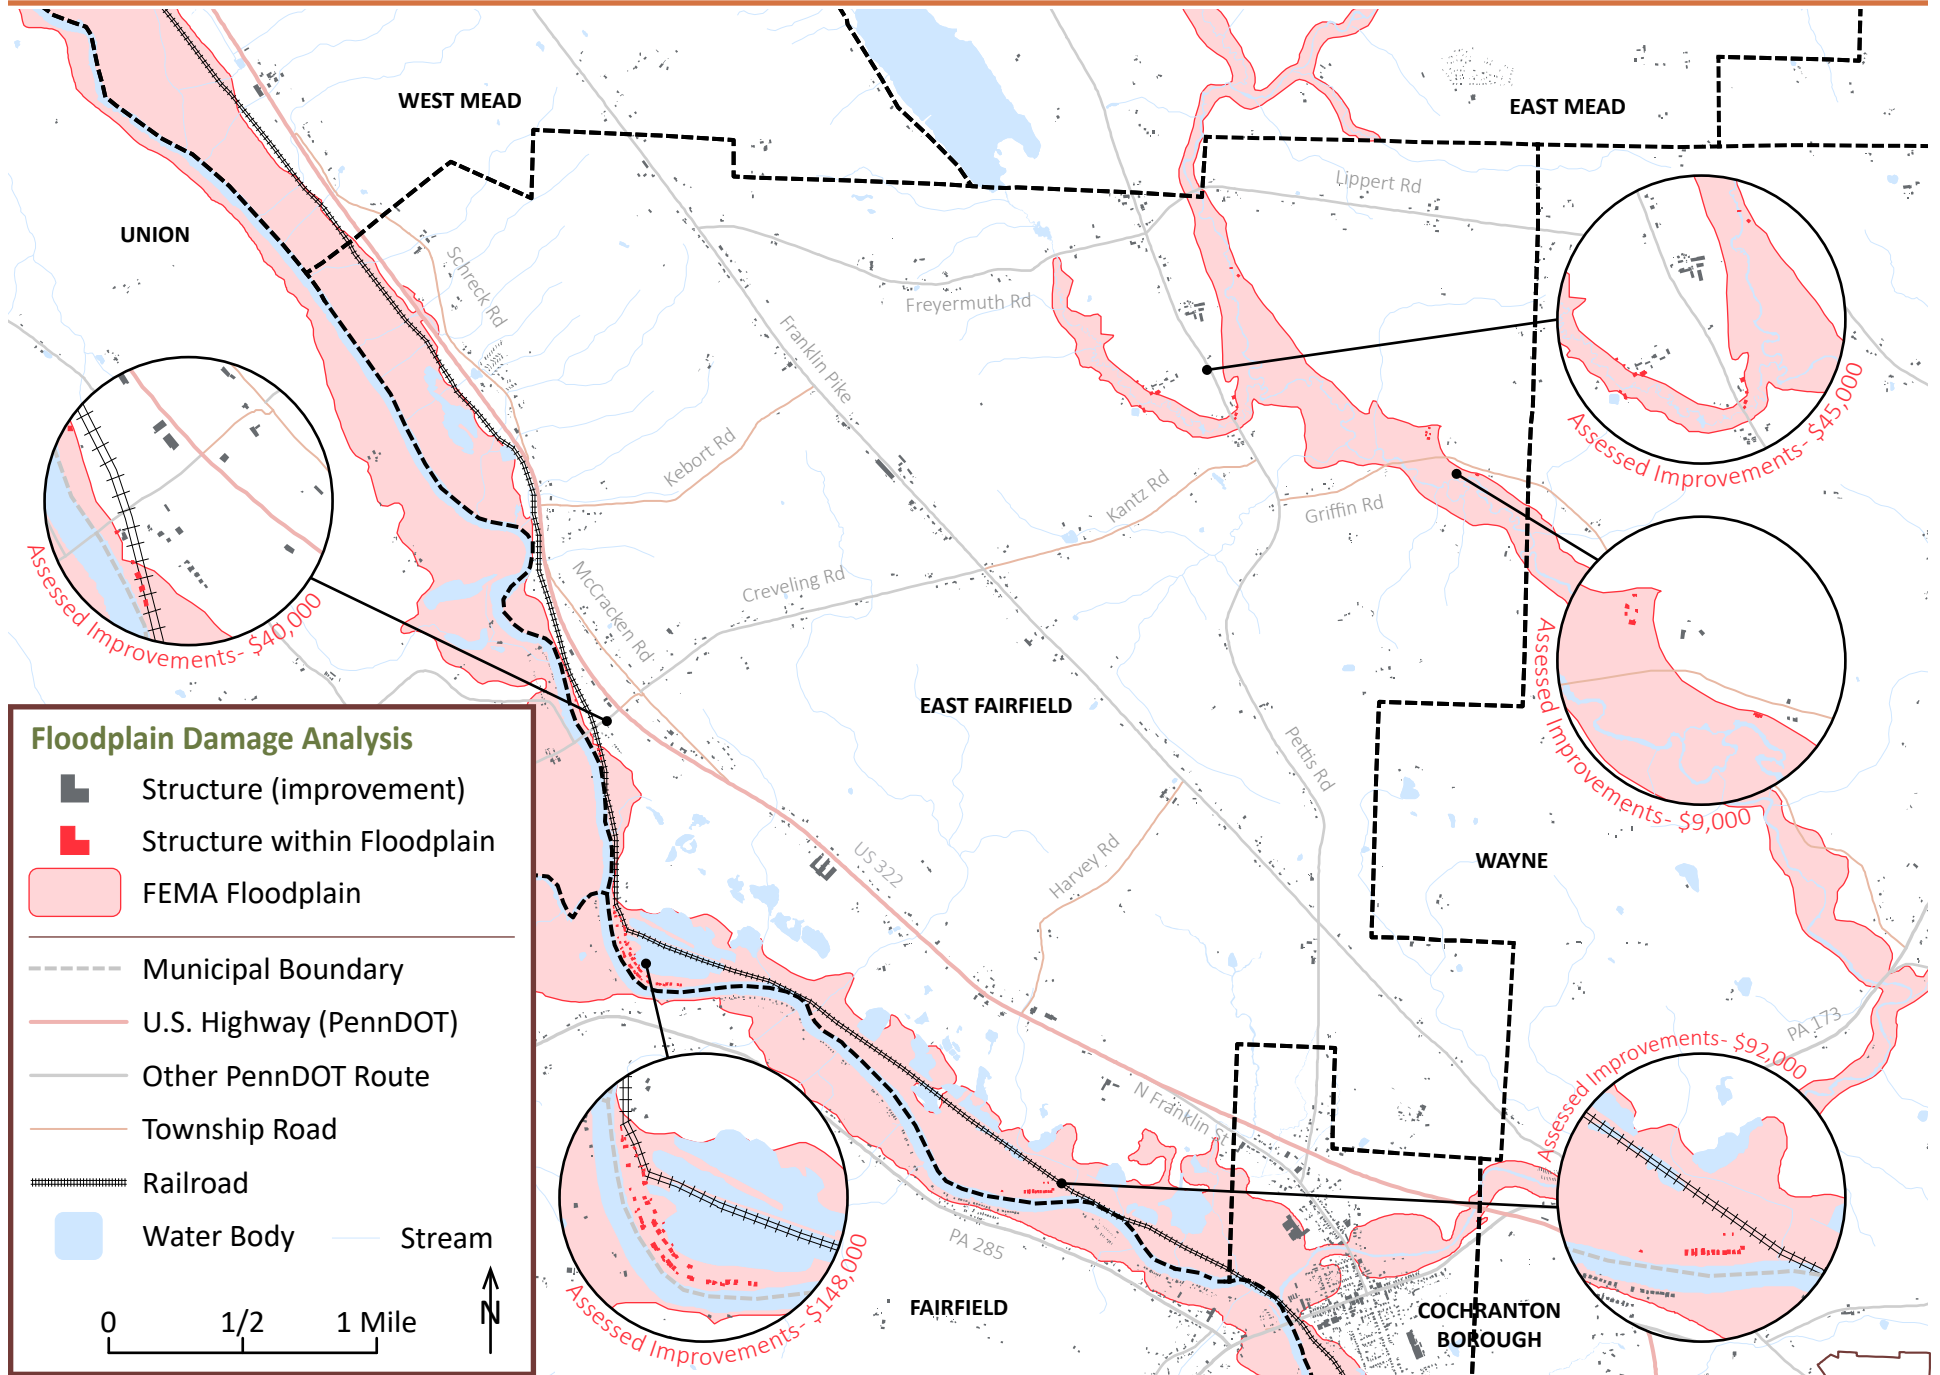 WEST MEAD
EAST MEAD
UNION
Lippert Rd
Schreck Rd
Freyermuth Rd
Franklin Pike
Kebort Rd
Kantz Rd
Griffin Rd
Assessed Improvements- $45,000
Assessed Improvements- $40,000
McCracken Rd
Creveling Rd
EAST FAIRFIELD
Pettis Rd
Assessed Improvements- $9,000
US 322
Harvey Rd
WAYNE
PA 173
N Franklin St
Assessed Improvements- $92,000
PA 285
Assessed Improvements- $148,000
FAIRFIELD
COCHRANTON
BOROUGH
Floodplain Damage Analysis
Structure (improvement)
Structure within Floodplain
FEMA Floodplain
Municipal Boundary
U.S. Highway (PennDOT)
Other PennDOT Route
Township Road
Railroad
Water Body
Stream
0 1/2 1 Mile
N